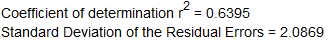 Coefficient of determination r² = 0.6395
Standard Deviation of the Residual Errors = 2.0869